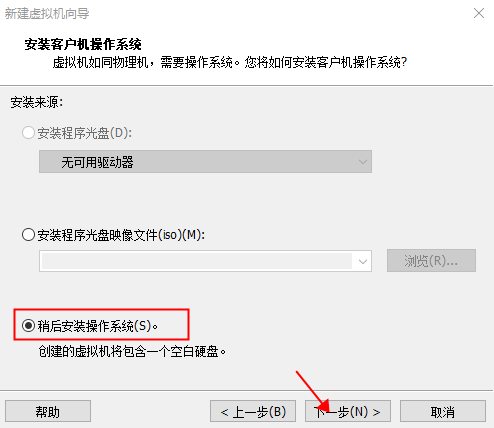 新建虚拟机向导
安装客户机操作系统
虚拟机如同物理机，需要操作系统。您将如何安装客户机操作系统?
安装来源:
安装程序光盘(D):
无可用驱动器
安装程序光盘映像文件(iso)(M):
浏览(R)...
稍后安装操作系统(S)。
创建的虚拟机将包含一个空白硬盘。
帮助
< 上一步(B)
下一步(N) >
取消